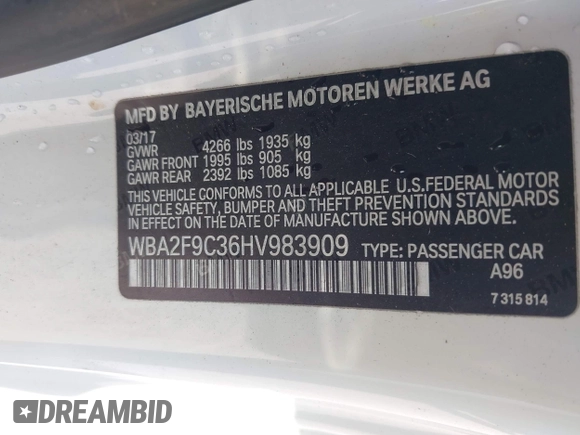 MFD BY BAYERISCHE MOTOREN WERKE AG
03/17
GVWR 4266 lbs 1935 kg
GAWR FRONT 1995 lbs 905 kg
GAWR REAR 2392 lbs 1085 kg
THIS VEHICLE CONFORMS TO ALL APPLICABLE U.S.FEDERAL MOTOR
VEHICLE SAFETY, BUMPER AND THEFT PREVENTION STANDARDS
IN EFFECT ON THE DATE OF MANUFACTURE SHOWN ABOVE.
WBA2F9C36HV983909 TYPE: PASSENGER CAR
A96
7 315 814
DREAMBID